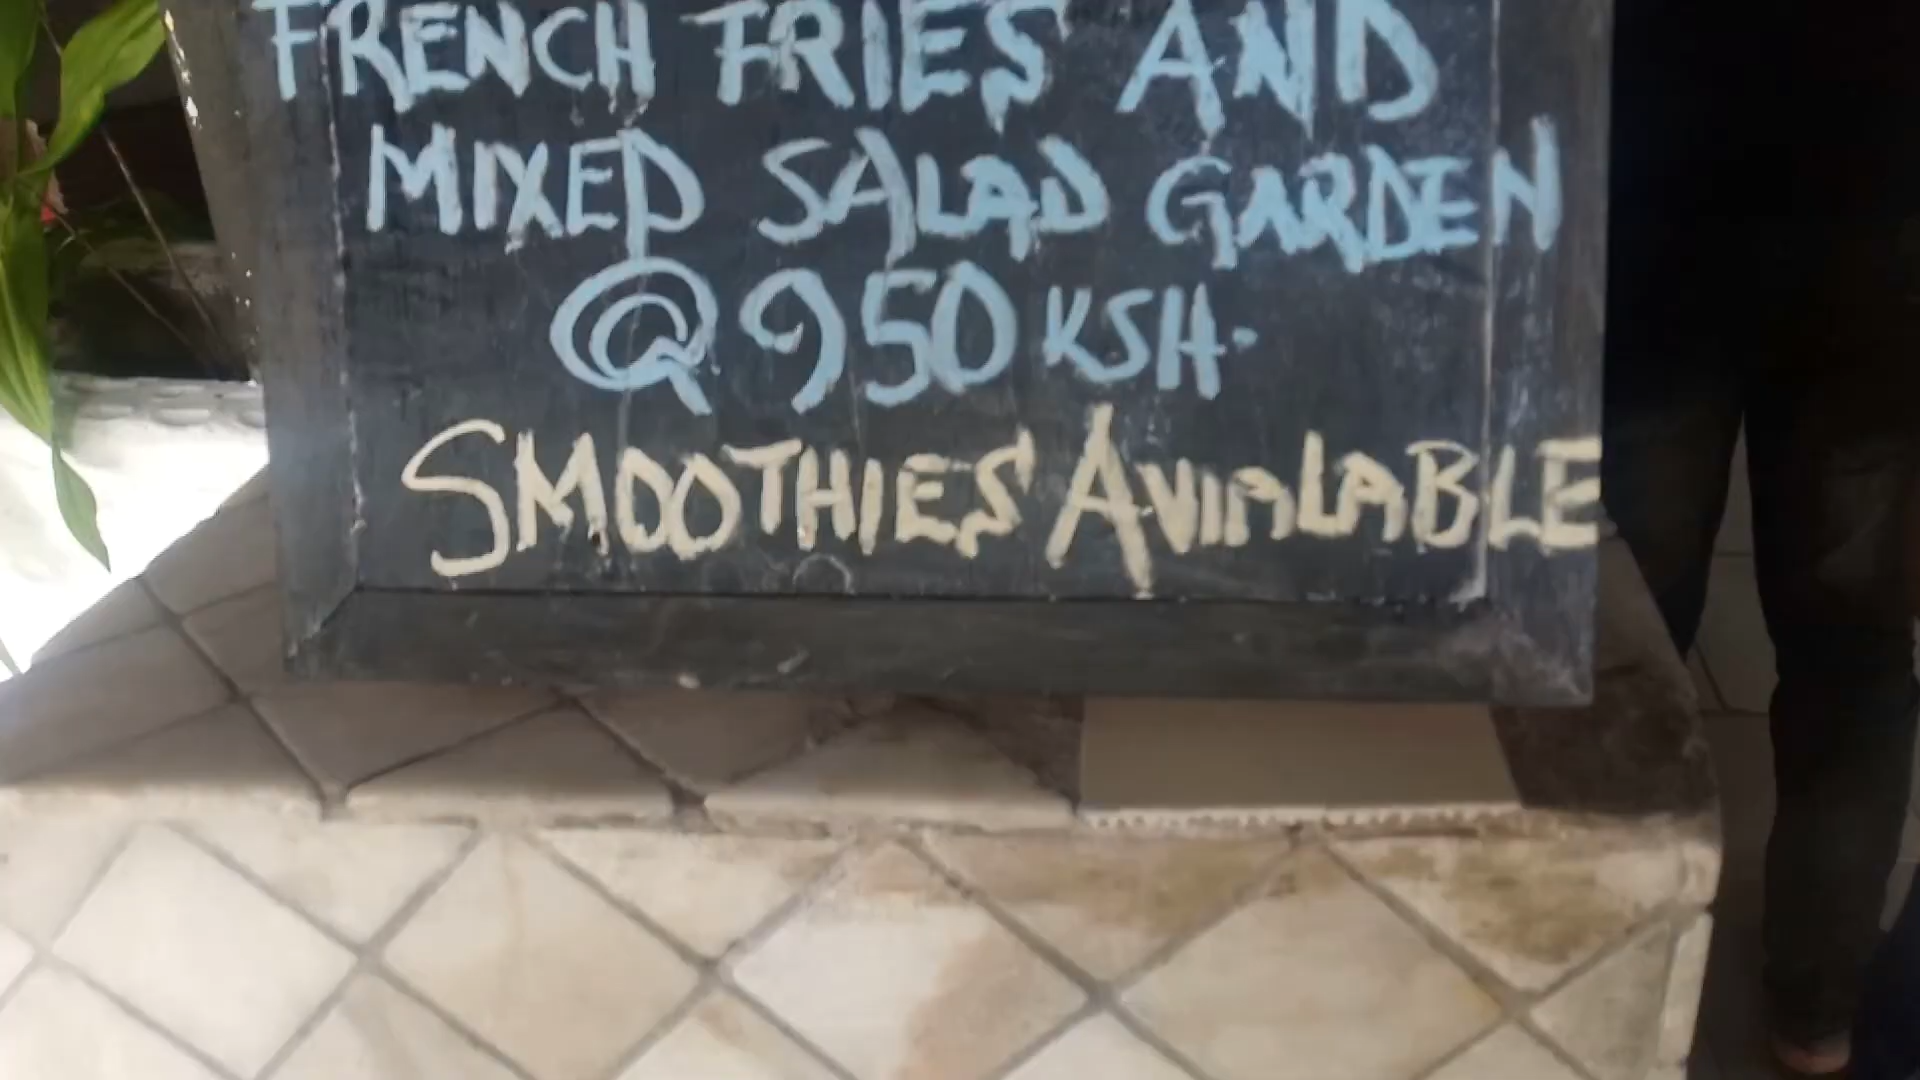 FRENCH FRIES AND
MIXED SALAD GARDEN
@ 950 KSH.
SMOOTHIES AVIALABLE